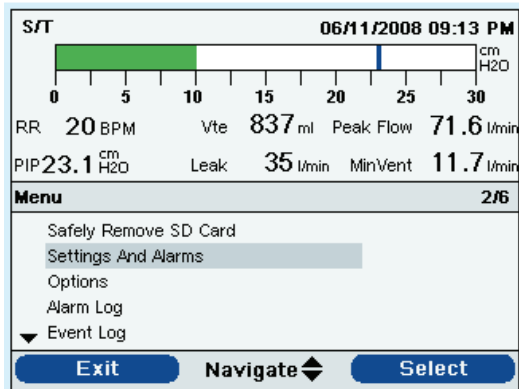 S/T 06/11/2008 09:13 PM
cm
H2O
0 5 10 15 20 25 30
RR 20 BPM Vte 837 ml Peak Flow 71.6 l/min
PIP 23.1 cm H2O Leak 35 l/min MinVent 11.7 l/min
Menu 2/6
Safely Remove SD Card
Settings And Alarms
Options
Alarm Log
Event Log
Exit Navigate Select